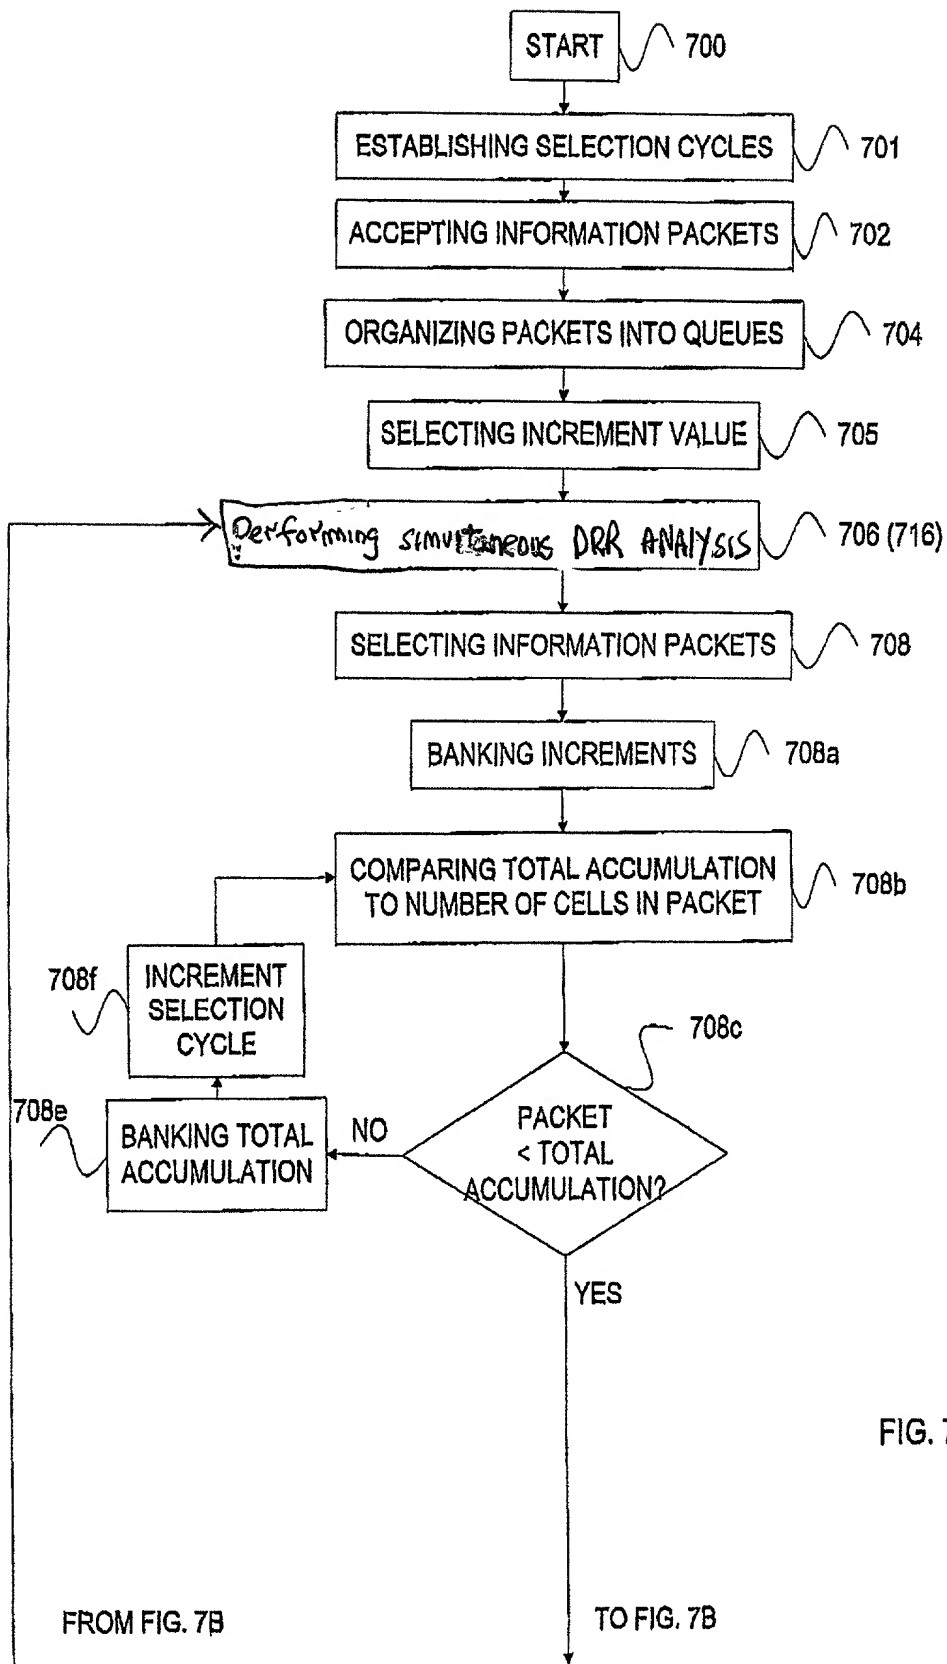 START
700
ESTABLISHING SELECTION CYCLES
701
ACCEPTING INFORMATION PACKETS
702
ORGANIZING PACKETS INTO QUEUES
704
SELECTING INCREMENT VALUE
705
Performing simultaneous DRR ANALYSIS
706 (716)
SELECTING INFORMATION PACKETS
708
BANKING INCREMENTS
708a
COMPARING TOTAL ACCUMULATION
TO NUMBER OF CELLS IN PACKET
708b
708f
INCREMENT
SELECTION
CYCLE
708c
708e
BANKING TOTAL
ACCUMULATION
NO
PACKET
< TOTAL
ACCUMULATION?
YES
FIG. 7
FROM FIG. 7B
TO FIG. 7B